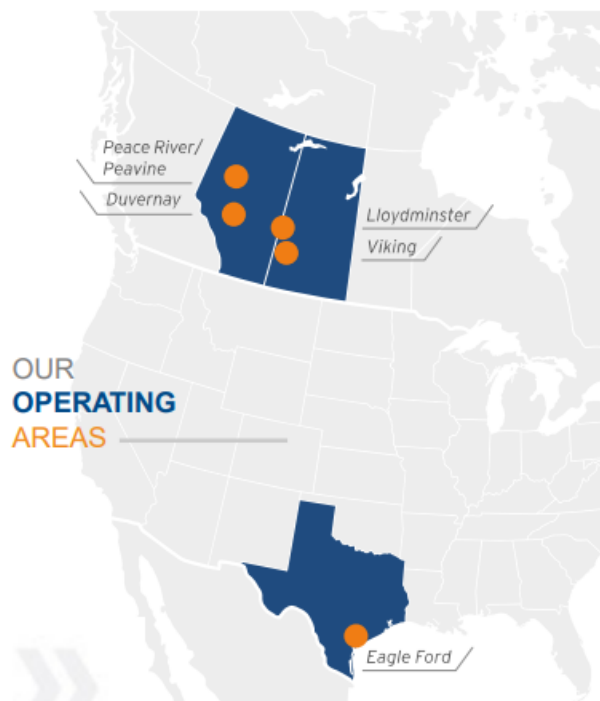 Peace River/
Peavine
Duvernay
Lloydminster
Viking
OUR
OPERATING
AREAS
Eagle Ford